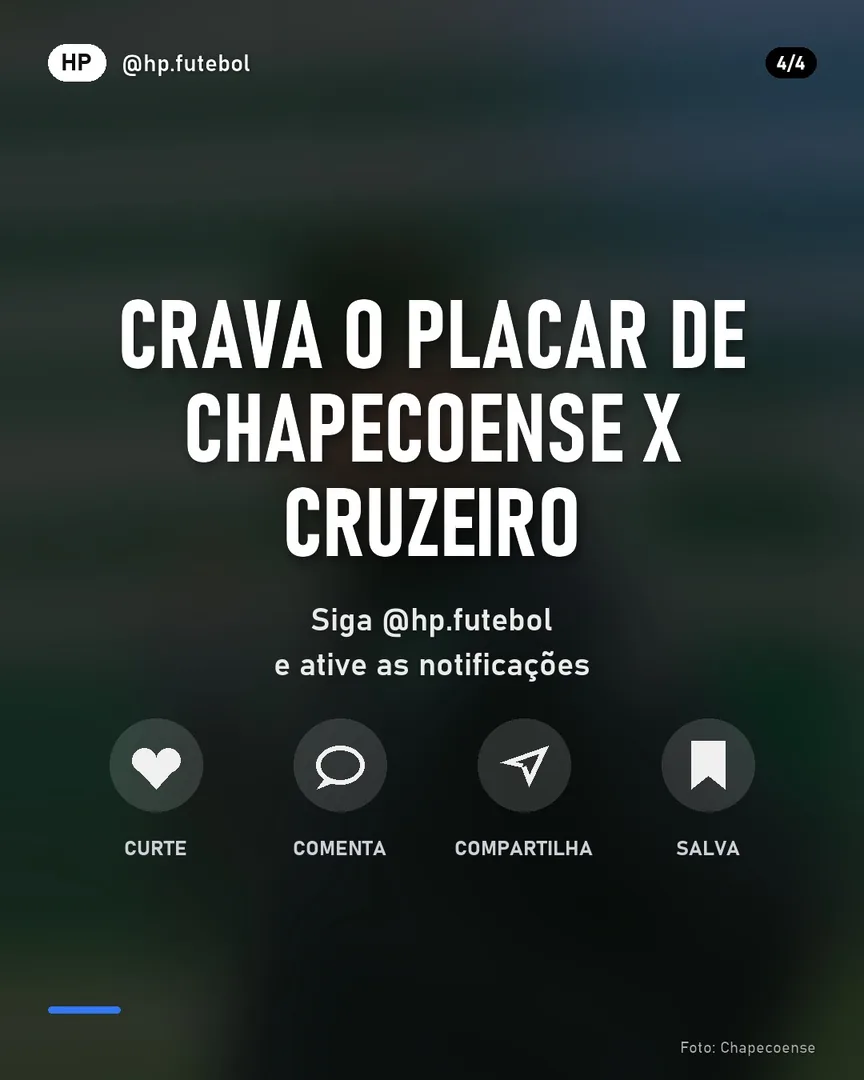 HP @hp.futebol
4/4
CRAVA O PLACAR DE
CHAPECOENSE X
CRUZEIRO
Siga @hp.futebol
e ative as notificações
CURTE COMENTA COMPARTILHA SALVA
Foto: Chapecoense